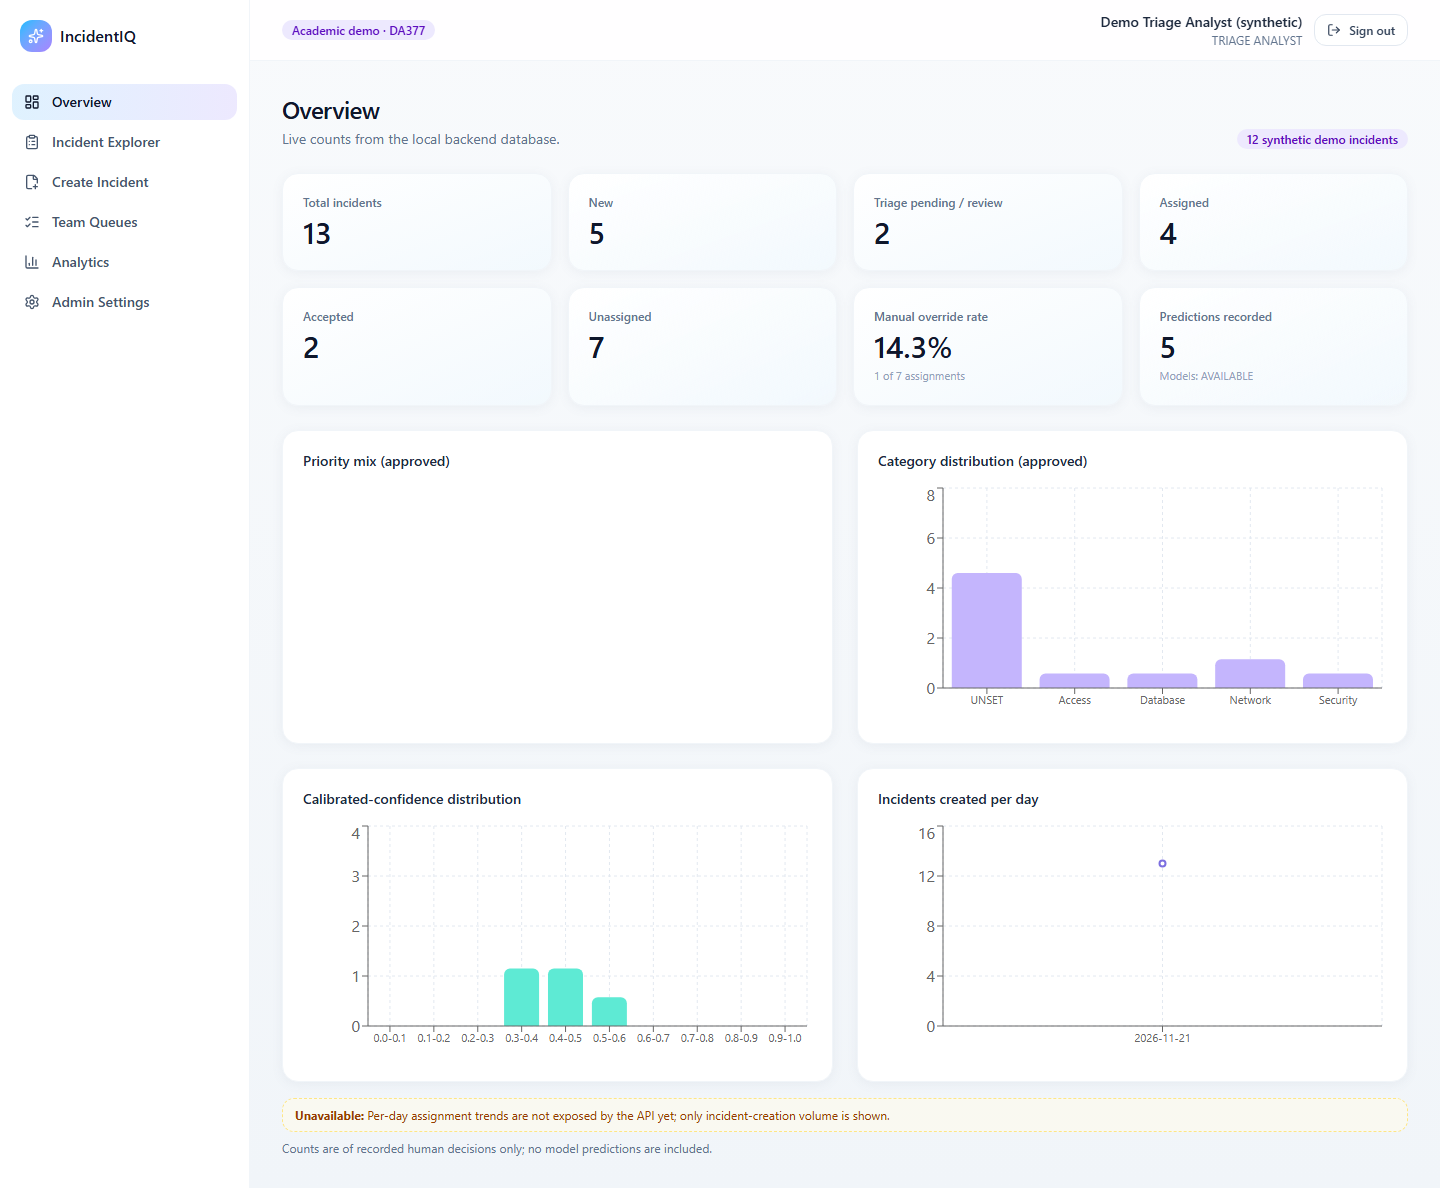 IncidentIQ
Academic demo · DA377
Demo Triage Analyst (synthetic)
TRIAGE ANALYST
Sign out
Overview
Incident Explorer
Create Incident
Team Queues
Analytics
Admin Settings
Overview
Live counts from the local backend database.
12 synthetic demo incidents
Total incidents
13
New
5
Triage pending / review
2
Assigned
4
Accepted
2
Unassigned
7
Manual override rate
14.3%
1 of 7 assignments
Predictions recorded
5
Models: AVAILABLE
Priority mix (approved)
Category distribution (approved)
8
6
4
2
0
UNSET Access Database Network Security
Calibrated-confidence distribution
4
3
2
1
0
0.0-0.1 0.1-0.2 0.2-0.3 0.3-0.4 0.4-0.5 0.5-0.6 0.6-0.7 0.7-0.8 0.8-0.9 0.9-1.0
Incidents created per day
16
12
8
4
0
2026-11-21
Unavailable: Per-day assignment trends are not exposed by the API yet; only incident-creation volume is shown.
Counts are of recorded human decisions only; no model predictions are included.